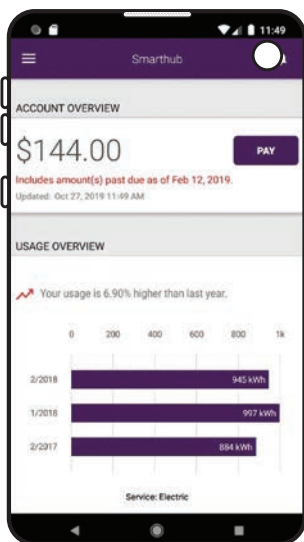 11:49
Smarthub
ACCOUNT OVERVIEW
$144.00
PAY
Includes amount(s) past due as of Feb 12, 2019.
Updated: Oct 27, 2019 11:49 AM
USAGE OVERVIEW
Your usage is 6.90% higher than last year.
0 200 400 600 800 1k
2/2018 945 kWh
1/2018 997 kWh
2/2017 884 kWh
Service: Electric